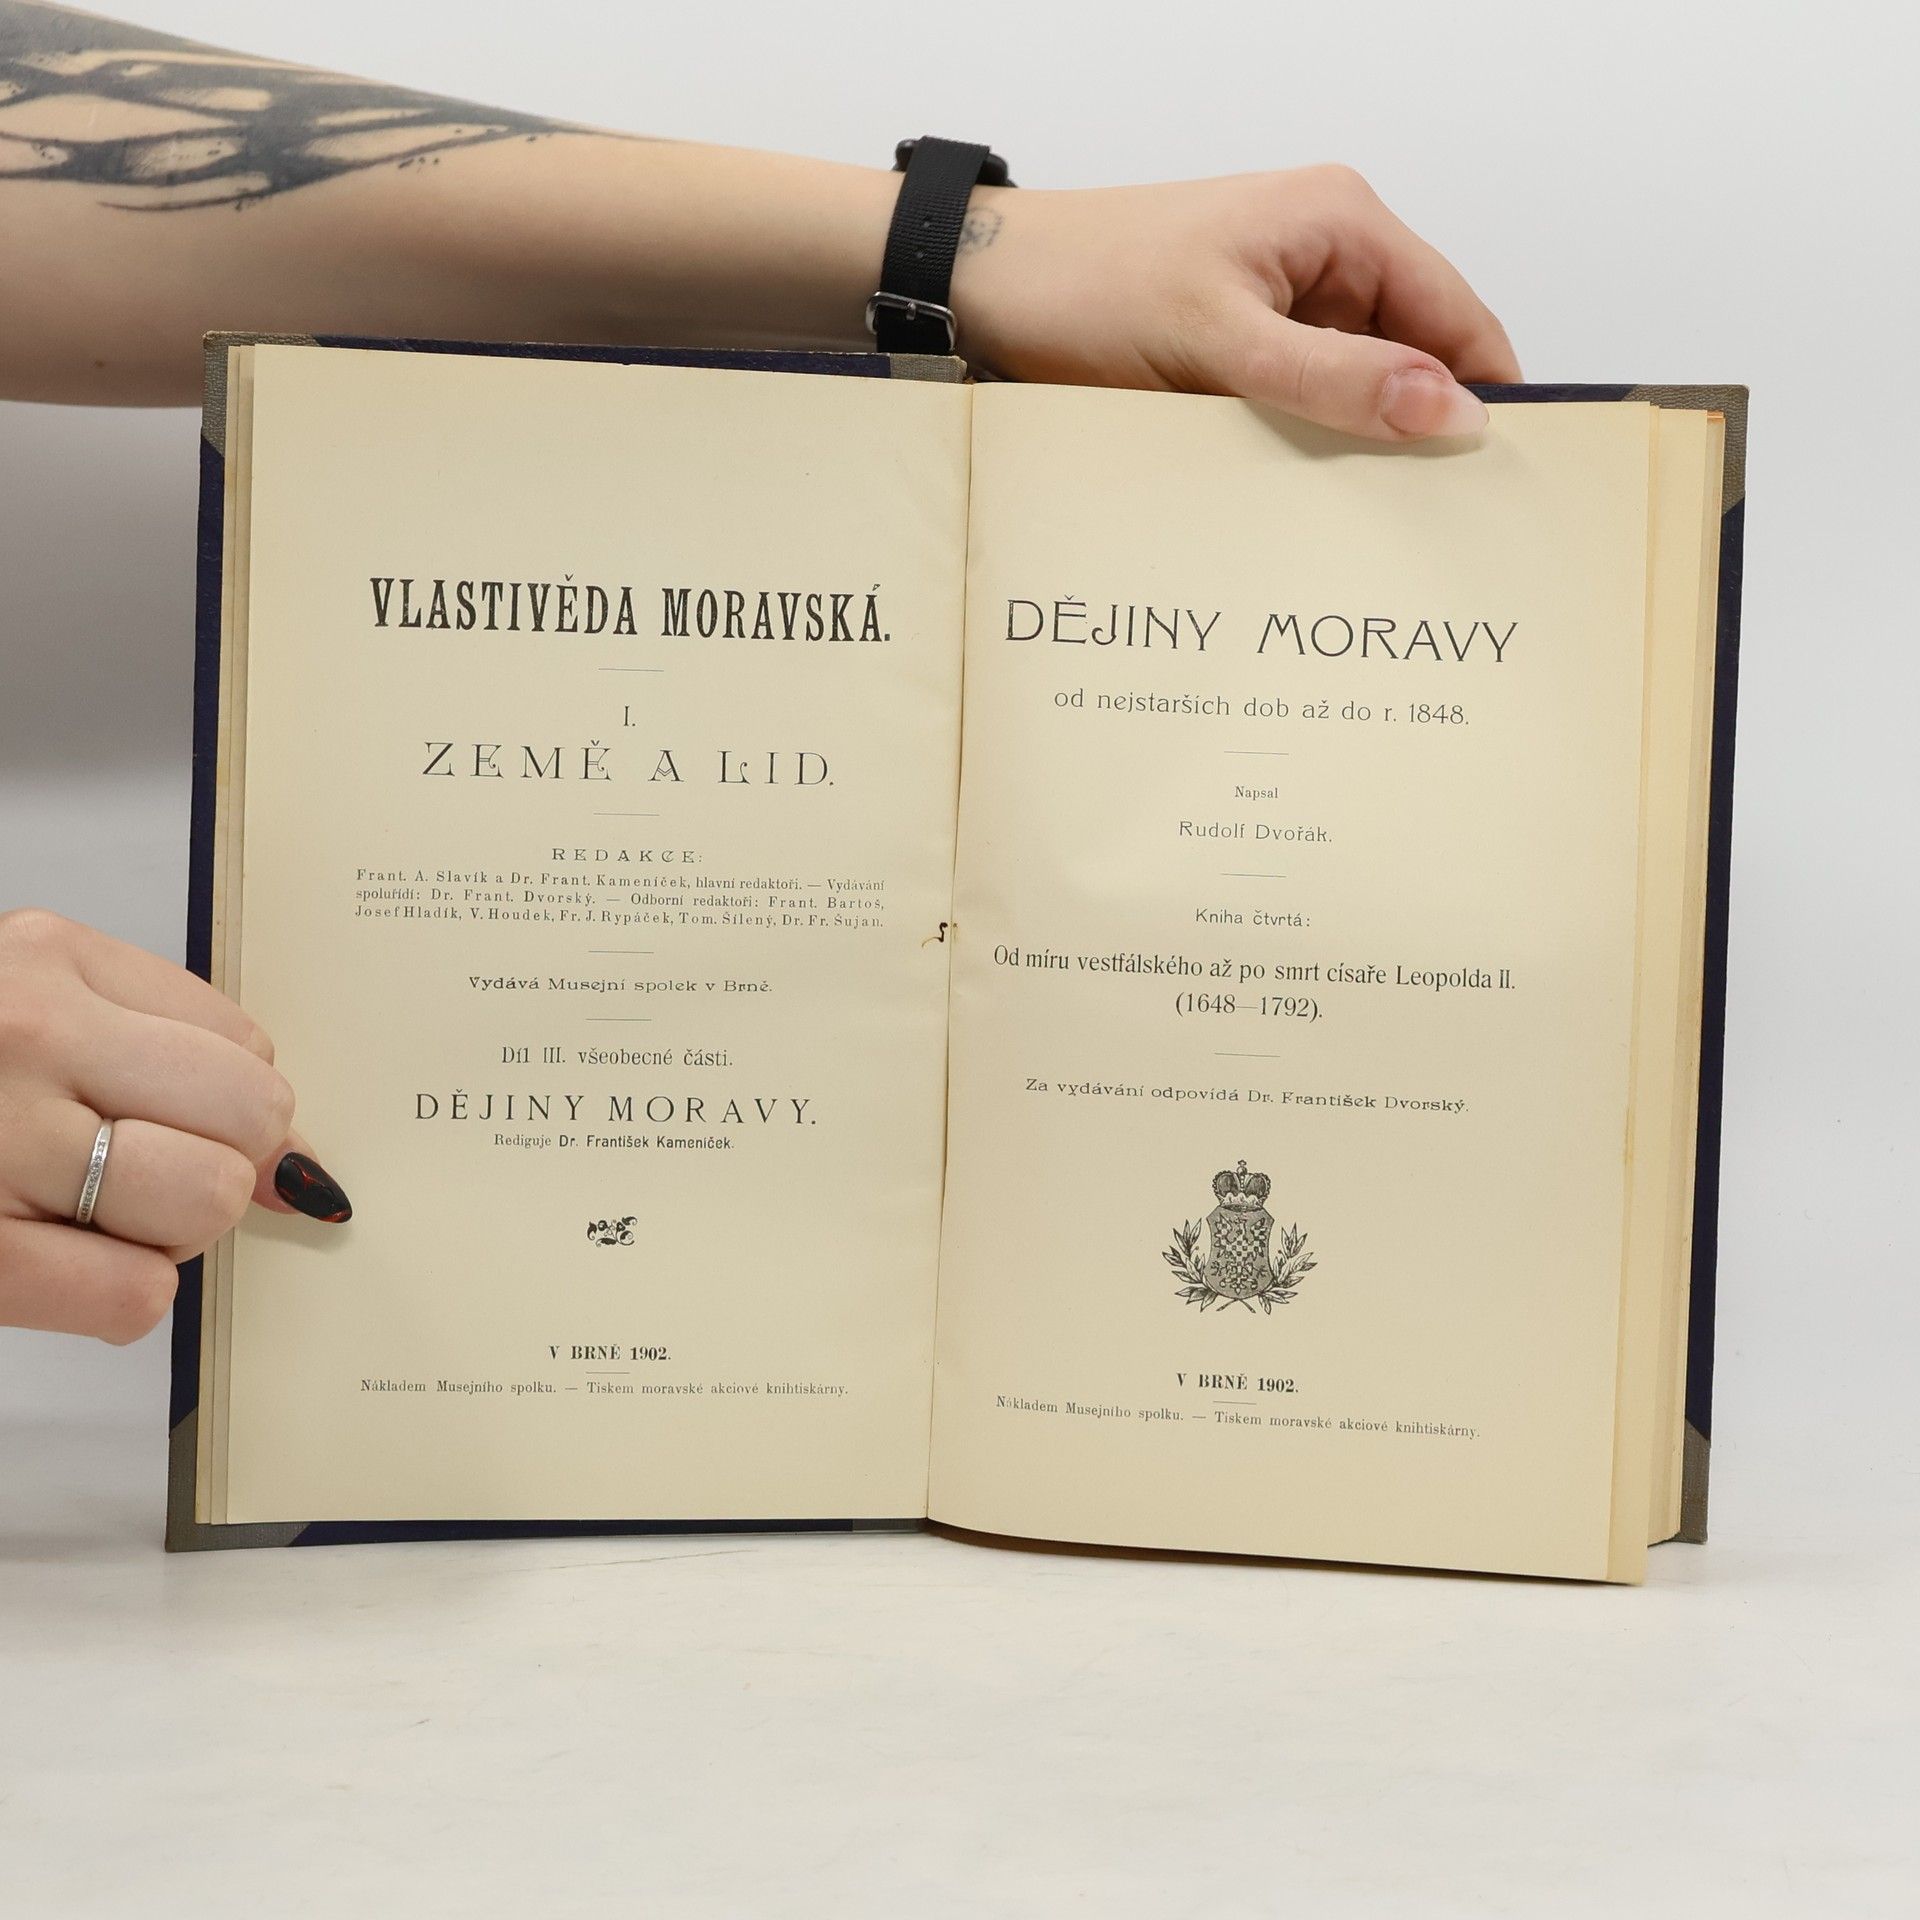 VLASTIVĚDA MORAVSKÁ.
I.
ZEMĚ A LID.
REDAKCE:
Frant. A. Slavík a Dr. Frant. Kameníček, hlavní redaktoři. — Vydávání
spoluřídí: Dr. Frant. Dvorský. — Odborní redaktoři: Frant. Bartoš,
Josef Hladík, V. Houdek, Fr. J. Rypáček, Tom. Šílený, Dr. Fr. Šujan.
Vydává Musejní spolek v Brně.
Díl III. všeobecné části.
DĚJINY MORAVY.
Rediguje Dr. František Kameníček.
V BRNĚ 1902.
Nákladem Musejního spolku. — Tiskem moravské akciové knihtiskárny.
DĚJINY MORAVY
od nejstarších dob až do r. 1848.
Napsal
Rudolf Dvořák.
Kniha čtvrtá:
Od míru vestfálského až po smrt císaře Leopolda II.
(1648—1792).
Za vydávání odpovídá Dr. František Dvorský.
V BRNĚ 1902.
Nákladem Musejního spolku. — Tiskem moravské akciové knihtiskárny.